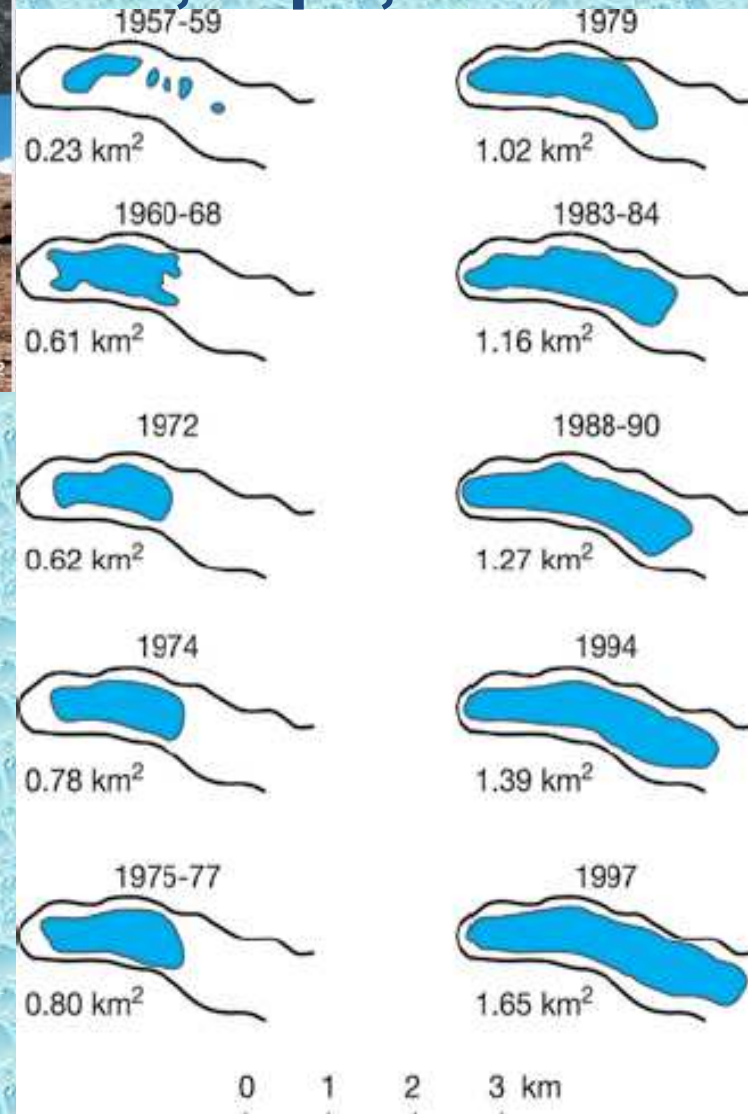 1957-59
0.23 km²
1960-68
0.61 km²
1972
0.62 km²
1974
0.78 km²
1975-77
0.80 km²
1979
1.02 km²
1983-84
1.16 km²
1988-90
1.27 km²
1994
1.39 km²
1997
1.65 km²
0 1 2 3 km